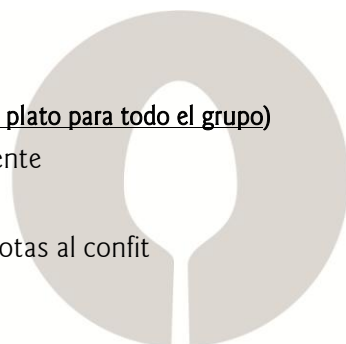 plato para todo el grupo)
ente
otas al confit